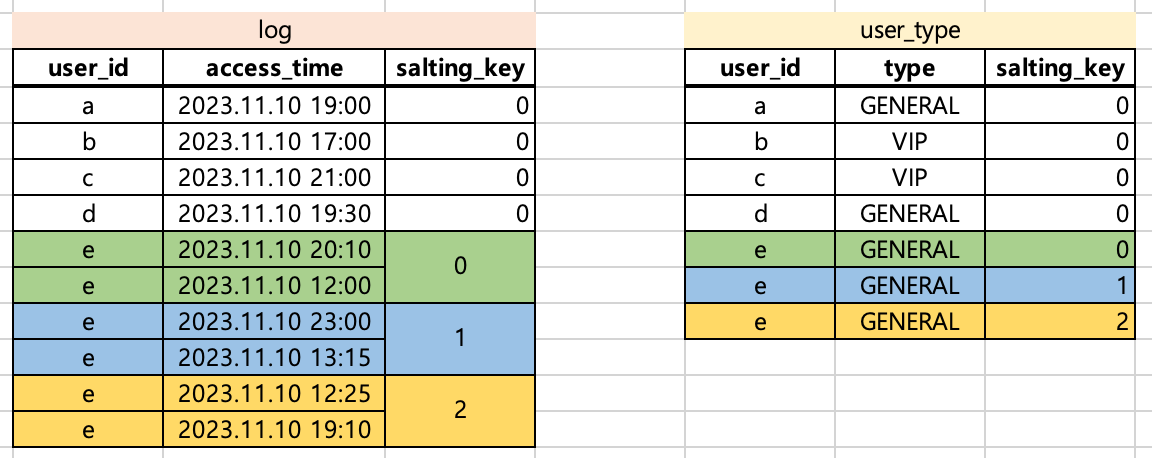 log
user_id access_time salting_key
a 2023.11.10 19:00 0
b 2023.11.10 17:00 0
c 2023.11.10 21:00 0
d 2023.11.10 19:30 0
e 2023.11.10 20:10 0
e 2023.11.10 12:00
e 2023.11.10 23:00 1
e 2023.11.10 13:15
e 2023.11.10 12:25 2
e 2023.11.10 19:10
user_type
user_id type salting_key
a GENERAL 0
b VIP 0
c VIP 0
d GENERAL 0
e GENERAL 0
e GENERAL 1
e GENERAL 2